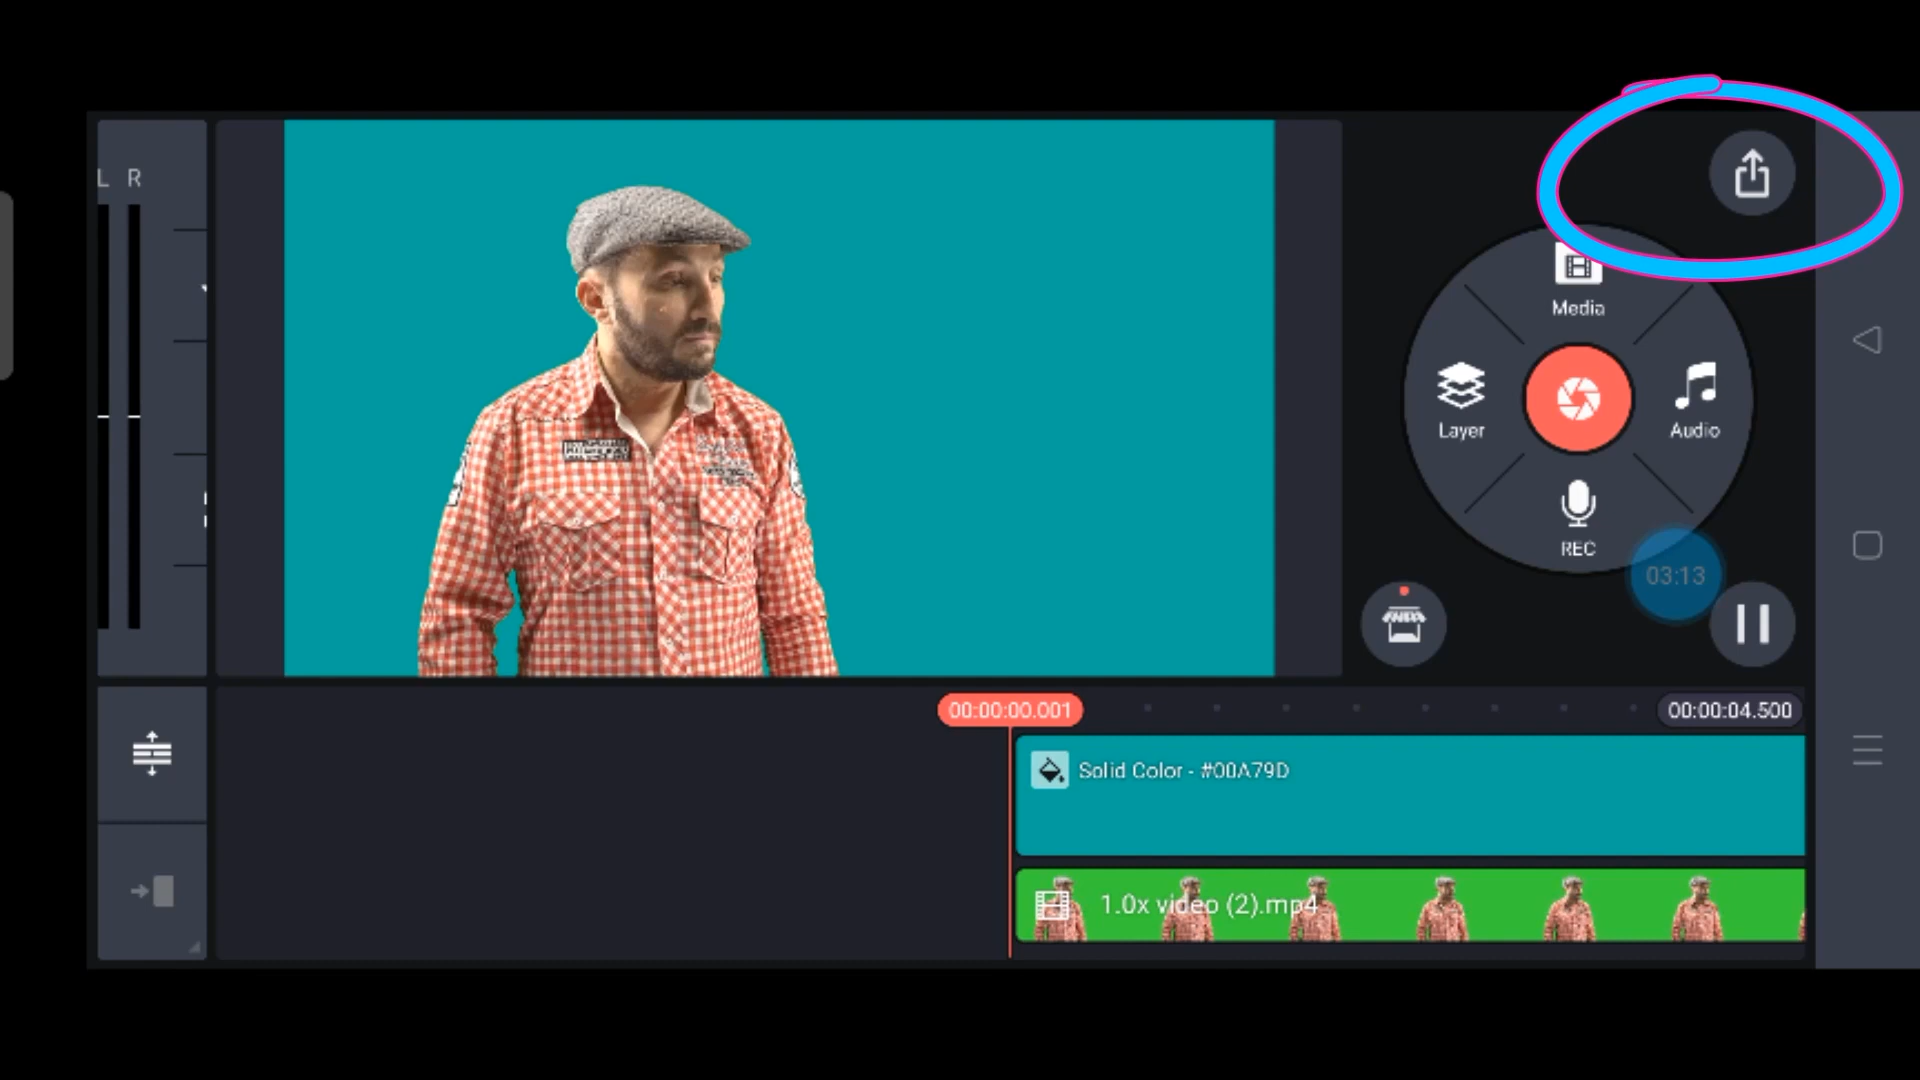 L R
Media
Layer
Audio
REC
03:13
00:00:00.001
00:00:04.500
Solid Color - #00A79D
1.0x video (2).mp4